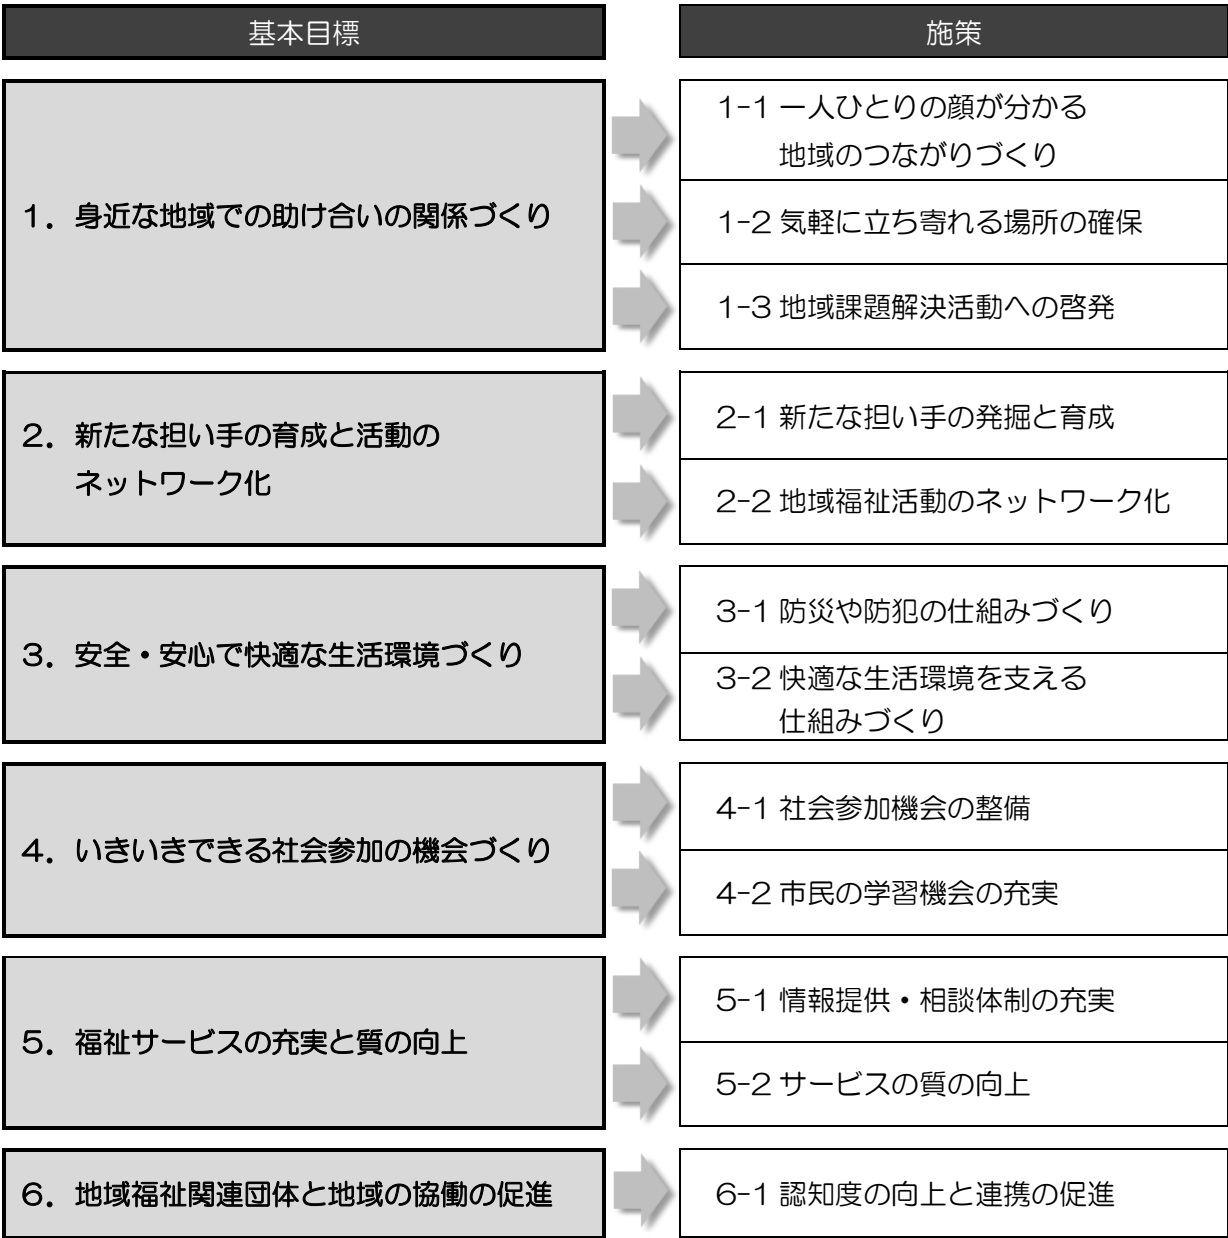 基本目標
施策
1．身近な地域での助け合いの関係づくり
1-1 一人ひとりの顔が分かる
地域のつながりづくり
1-2 気軽に立ち寄れる場所の確保
1-3 地域課題解決活動への啓発
2．新たな担い手の育成と活動の
ネットワーク化
2-1 新たな担い手の発掘と育成
2-2 地域福祉活動のネットワーク化
3．安全・安心で快適な生活環境づくり
3-1 防災や防犯の仕組みづくり
3-2 快適な生活環境を支える
仕組みづくり
4．いきいきできる社会参加の機会づくり
4-1 社会参加機会の整備
4-2 市民の学習機会の充実
5．福祉サービスの充実と質の向上
5-1 情報提供・相談体制の充実
5-2 サービスの質の向上
6．地域福祉関連団体と地域の協働の促進
6-1 認知度の向上と連携の促進